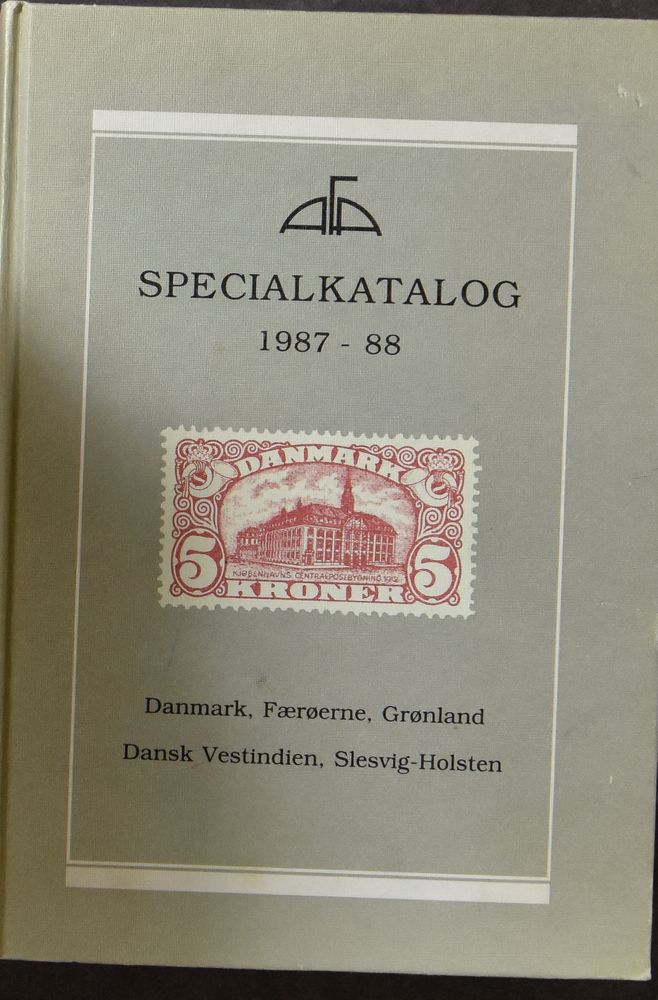 AFA
SPECIALKATALOG
1987 - 88
DANMARK
5 5
KJØBENHAVNS CENTRALPOSTBYGNING 1912
KRONER
Danmark, Færøerne, Grønland
Dansk Vestindien, Slesvig-Holsten